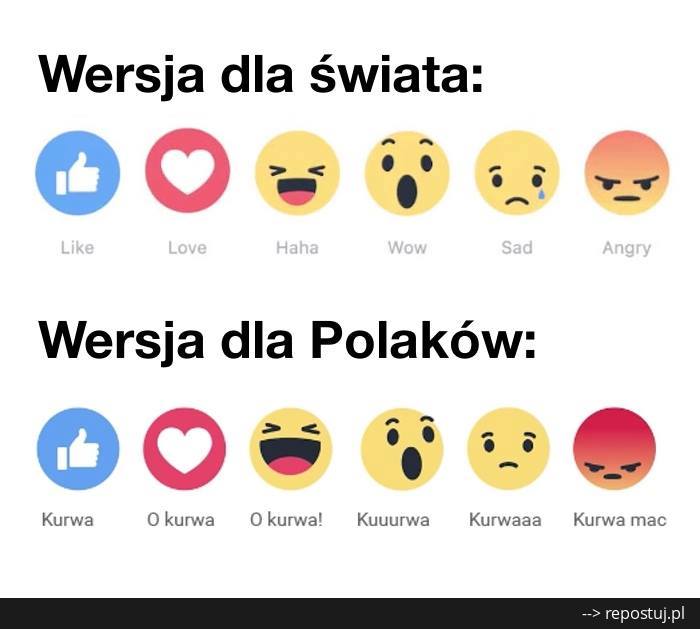 Wersja dla świata:
Like Love Haha Wow Sad Angry
Wersja dla Polaków:
Kurwa O kurwa O kurwa! Kuuurwa Kurwaaa Kurwa mac
--> repostuj.pl